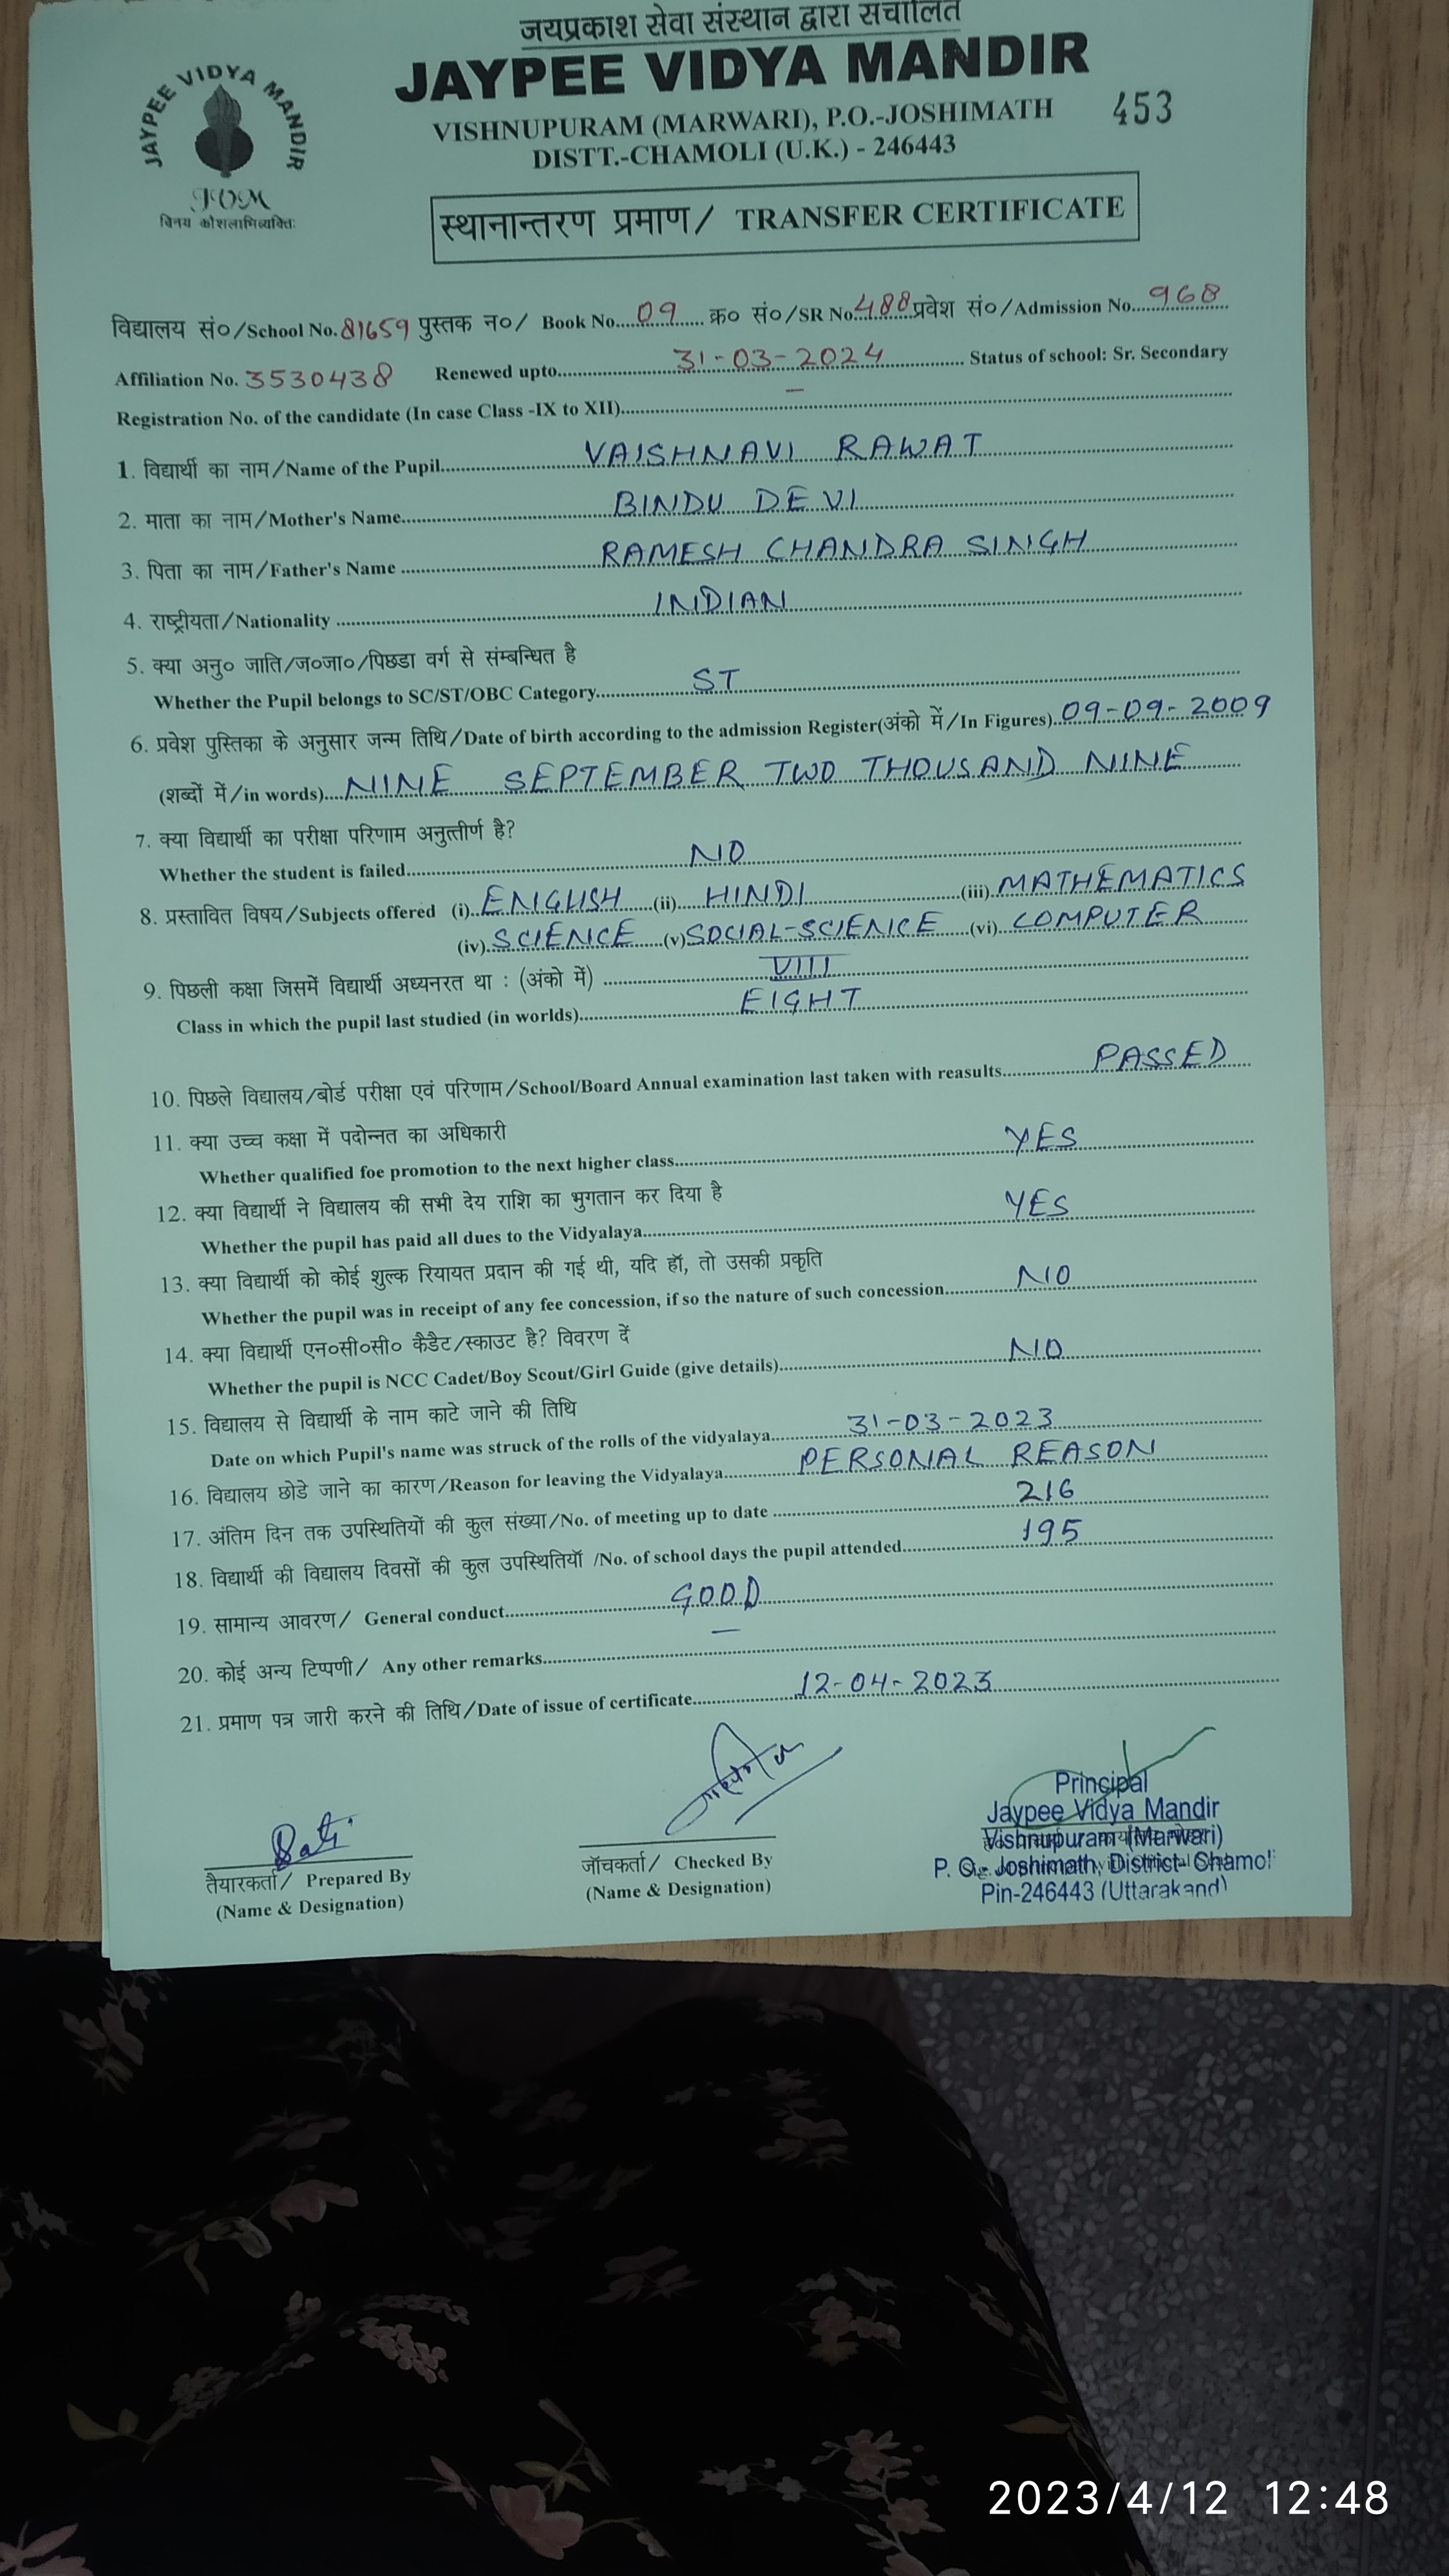 जयप्रकाश सेवा संस्थान द्वारा सचालित
JAYPEE VIDYA MANDIR
JAYPEE VIDYA MANDIR
VISHNUPURAM (MARWARI), P.O.-JOSHIMATH
453
DISTT.-CHAMOLI (U.K.) - 246443
JVM
विनय कोशलाभिव्यक्तिः
स्थानान्तरण प्रमाण/ TRANSFER CERTIFICATE
विद्यालय सं०/School No. 81659 पुस्तक न०/ Book No. 09 क्र० सं०/SR No. 488 प्रवेश सं०/Admission No. 968
Affiliation No. 3530438 Renewed upto 31-03-2024 Status of school: Sr. Secondary
Registration No. of the candidate (In case Class -IX to XII) —
1. विद्यार्थी का नाम/Name of the Pupil VAISHNAVI RAWAT
2. माता का नाम/Mother's Name BINDU DEVI
3. पिता का नाम/Father's Name RAMESH CHANDRA SINGH
4. राष्ट्रीयता/Nationality INDIAN
5. क्या अनु० जाति/ज०जा०/पिछडा वर्ग से संम्बन्धित है
Whether the Pupil belongs to SC/ST/OBC Category ST
6. प्रवेश पुस्तिका के अनुसार जन्म तिथि/Date of birth according to the admission Register(अंको में/In Figures) 09-09-2009
(शब्दों में/in words) NINE SEPTEMBER TWO THOUSAND NINE
7. क्या विद्यार्थी का परीक्षा परिणाम अनुत्तीर्ण है?
Whether the student is failed NO
8. प्रस्तावित विषय/Subjects offered (i) ENGLISH (ii) HINDI (iii) MATHEMATICS
(iv) SCIENCE (v) SOCIAL-SCIENCE (vi) COMPUTER
9. पिछली कक्षा जिसमें विद्यार्थी अध्यनरत था : (अंको में) VIII
Class in which the pupil last studied (in worlds) EIGHT
10. पिछले विद्यालय/बोर्ड परीक्षा एवं परिणाम/School/Board Annual examination last taken with reasults PASSED
11. क्या उच्च कक्षा में पदोन्नत का अधिकारी
Whether qualified foe promotion to the next higher class YES
12. क्या विद्यार्थी ने विद्यालय की सभी देय राशि का भुगतान कर दिया है
Whether the pupil has paid all dues to the Vidyalaya YES
13. क्या विद्यार्थी को कोई शुल्क रियायत प्रदान की गई थी, यदि हॉं, तो उसकी प्रकृति
Whether the pupil was in receipt of any fee concession, if so the nature of such concession NO
14. क्या विद्यार्थी एन०सी०सी० कैडैट/स्काउट है? विवरण दें
Whether the pupil is NCC Cadet/Boy Scout/Girl Guide (give details) NO
15. विद्यालय से विद्यार्थी के नाम काटे जाने की तिथि
Date on which Pupil's name was struck of the rolls of the vidyalaya 31-03-2023
16. विद्यालय छोडे जाने का कारण/Reason for leaving the Vidyalaya PERSONAL REASON
17. अंतिम दिन तक उपस्थितियों की कुल संख्या/No. of meeting up to date 216
18. विद्यार्थी की विद्यालय दिवसों की कुल उपस्थितियॉं /No. of school days the pupil attended 195
19. सामान्य आवरण/ General conduct GOOD
20. कोई अन्य टिप्पणी/ Any other remarks —
21. प्रमाण पत्र जारी करने की तिथि/Date of issue of certificate 12-04-2023
तैयारकर्ता/ Prepared By
(Name & Designation)
जॉचकर्ता/ Checked By
(Name & Designation)
Principal
Jaypee Vidya Mandir
Vishnupuram (Marwari)
P. O.- Joshimath, District- Chamoli
Pin-246443 (Uttarakand)
2023/4/12 12:48